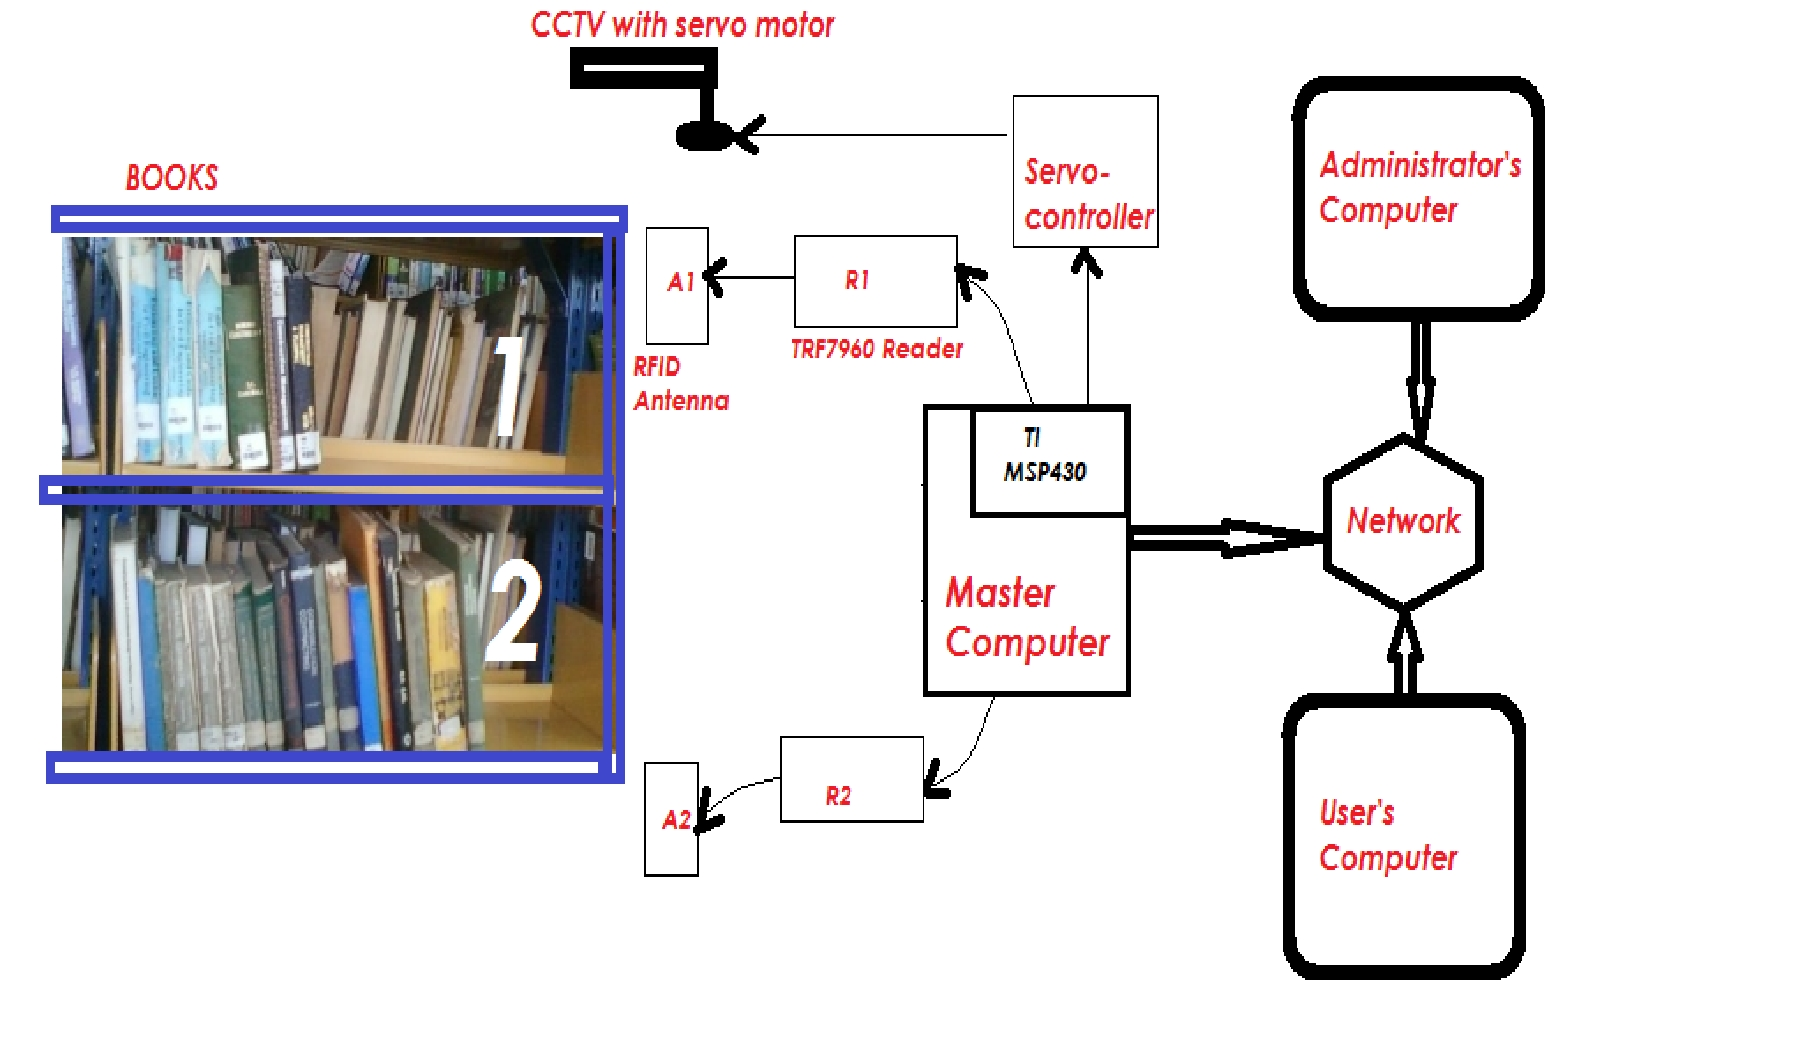 CCTV with servo motor
BOOKS
Servo-
controller
Administrator's
Computer
A1
R1
RFID
Antenna
TRF7960 Reader
1
TI
MSP430
Network
2
Master
Computer
A2
R2
User's
Computer